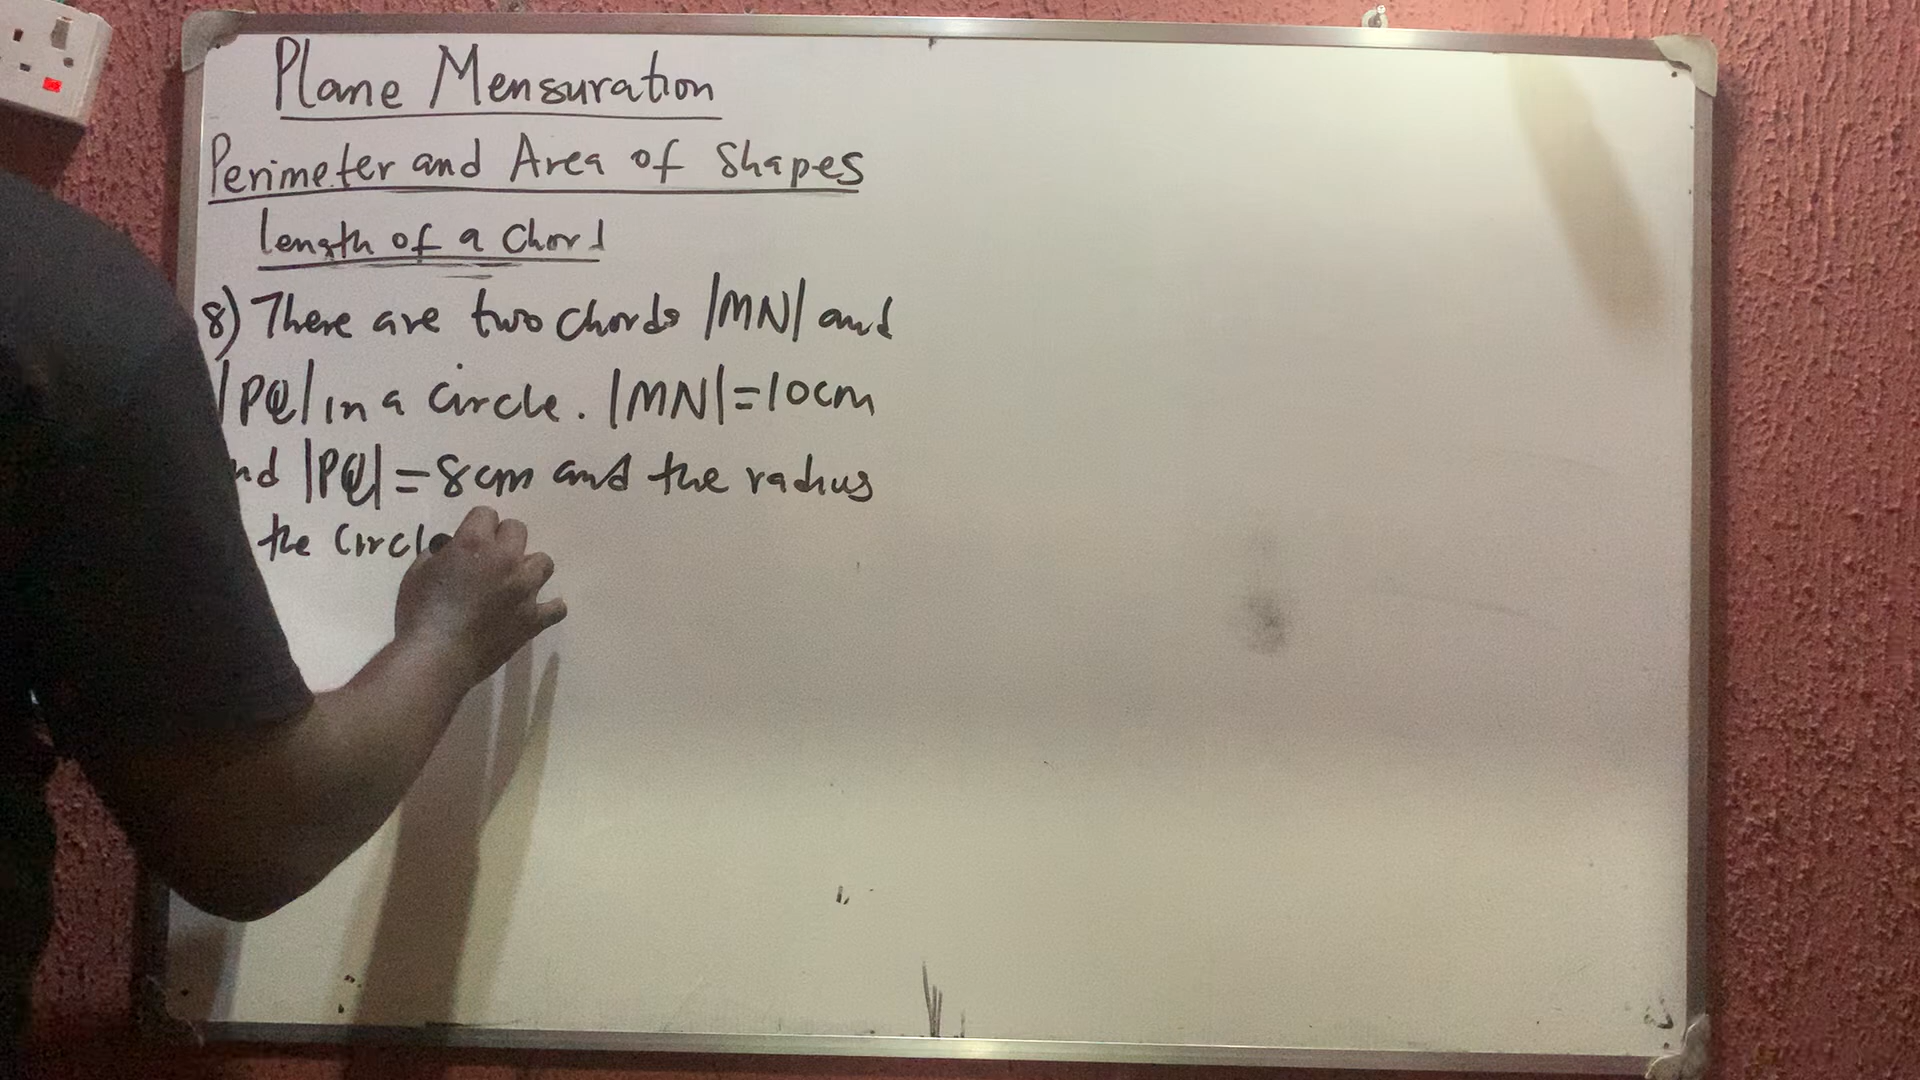 Plane Mensuration
Perimeter and Area of Shapes
Length of a Chord
8) There are two Chords |MN| and
|PQ| in a Circle. |MN|=10cm
nd |PQ| = 8cm and the radius
the Circle